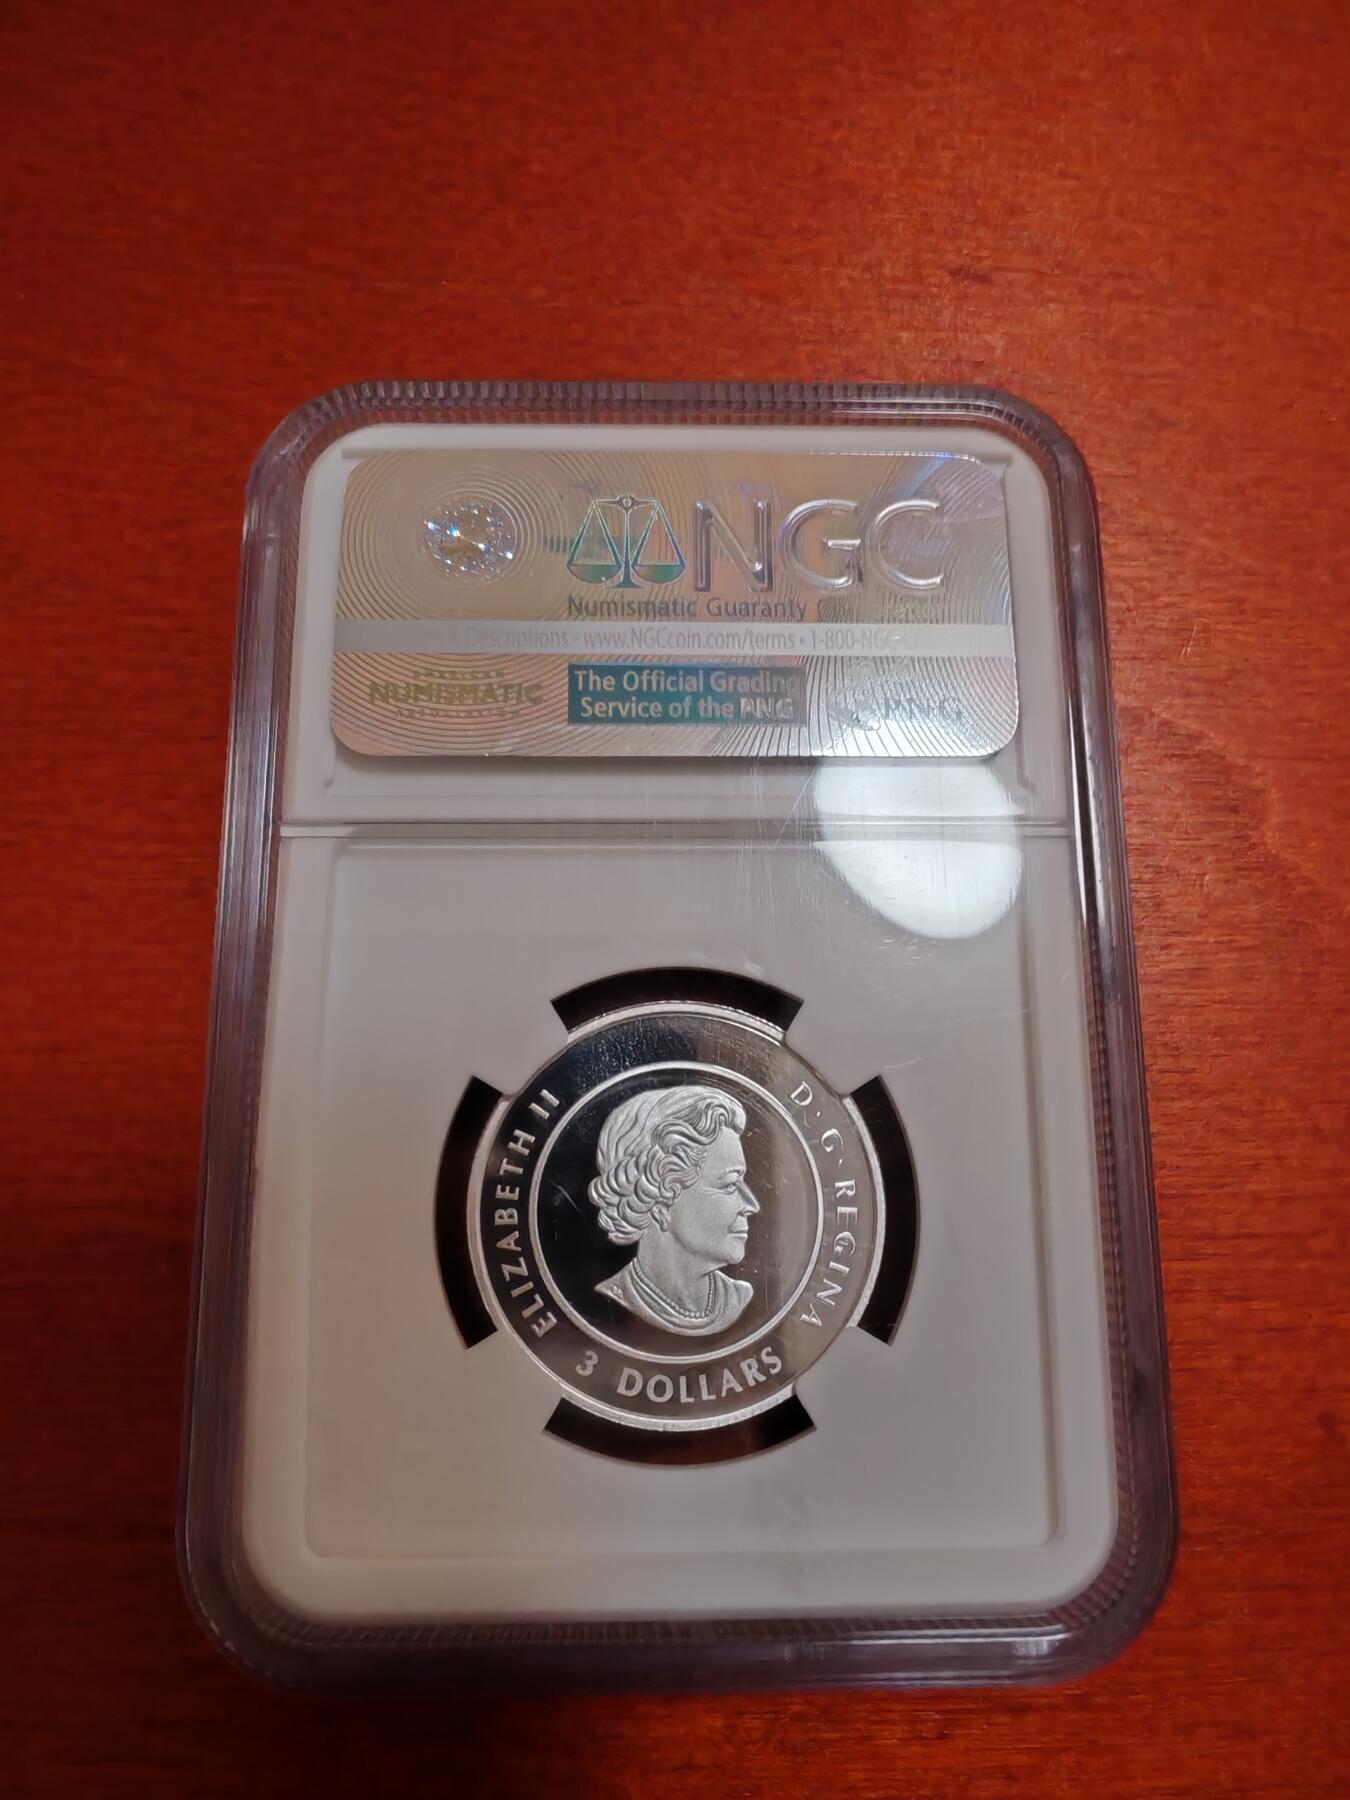 NGC
Numismatic Guaranty
Descriptions • www.NGCcoin.com/terms • 1-800-NGC-
NUMISMATIC
The Official Grading
Service of the PNG
PNG
ELIZABETH II
D·G·REGINA
3 DOLLARS